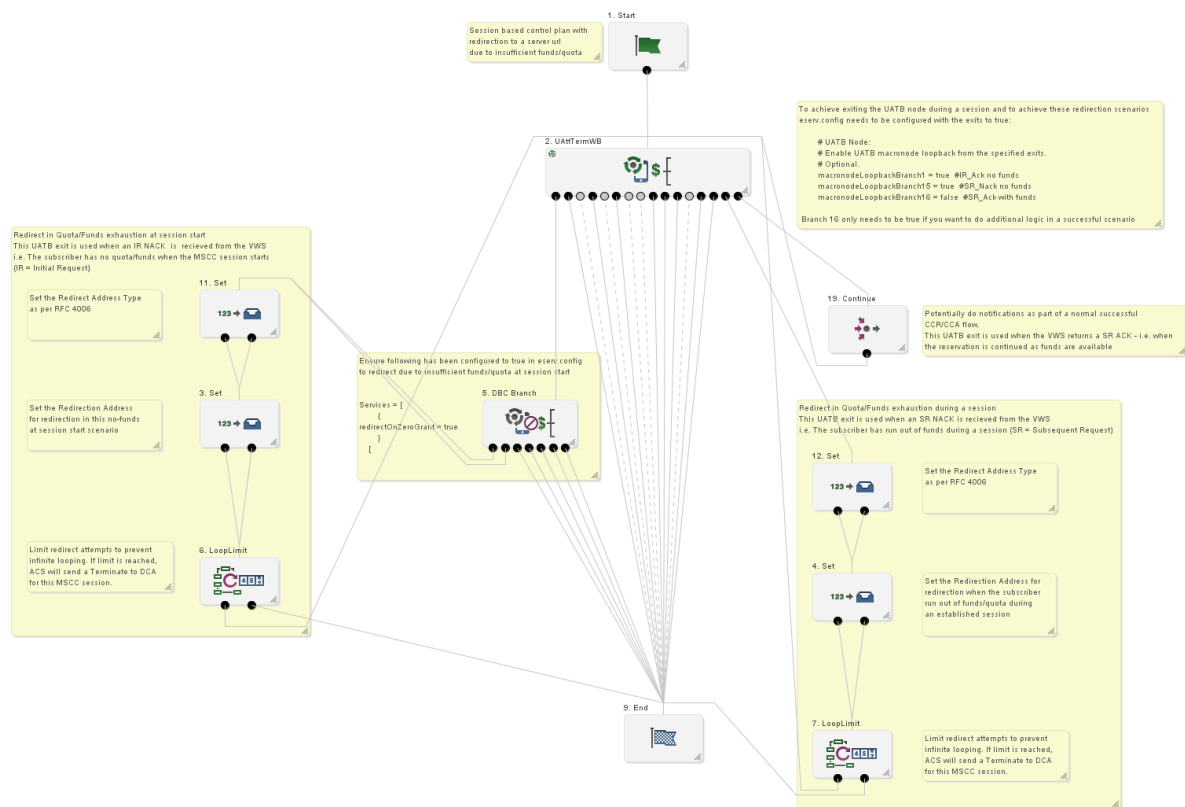 1. Start
Session based control plan with
redirection to a server url
due to insufficient funds/quota
To achieve exiting the UATB node during a session and to achieve these redirection scenarios
eserv.config needs to be configured with the exits to true:
# UATB Node:
# Enable UATB macronode loopback from the specified exits.
# Optional.
macronodeLoopbackBranch1 = true  #IR_Ack no funds
macronodeLoopbackBranch15 = true  #SR_Nack no funds
macronodeLoopbackBranch16 = false  #SR_Ack with funds
Branch 16 only needs to be true if you want to do additional logic in a successful scenario
2. UAttTermWB
$
Redirect in Quota/Funds exhaustion at session start
This UATB exit is used when an IR NACK  is  recieved from the VWS
i.e. The subscriber has no quota/funds when the MSCC session starts
(IR = Initial Request)
11. Set
123
Set the Redirect Address Type
as per RFC 4006
19. Continue
Potentially do notifications as part of a normal successful
CCR/CCA flow.
This UATB exit is used when the VWS returns a SR ACK - i.e. when
the reservation is continued as funds are available
Ensure following has been configured to true in eserv.config
to redirect due to insufficient funds/quota at session start
Services = [
{
redirectOnZeroGrant = true
}
[
5. DBC Branch
$
3. Set
123
Set the Redirection Address
for redirection in this no-funds
at session start scenario
Redirect in Quota/Funds exhaustion during a session
This UATB exit is used when an SR NACK is recieved from the VWS
i.e. The subscriber has run out of funds during a session (SR = Subsequent Request)
12. Set
123
Set the Redirect Address Type
as per RFC 4006
6. LoopLimit
Limit redirect attempts to prevent
infinite looping. If limit is reached,
ACS will send a Terminate to DCA
for this MSCC session.
4. Set
123
Set the Redirection Address for
redirection when the subscriber
run out of funds/quota during
an established session
9. End
7. LoopLimit
Limit redirect attempts to prevent
infinite looping. If limit is reached,
ACS will send a Terminate to DCA
for this MSCC session.